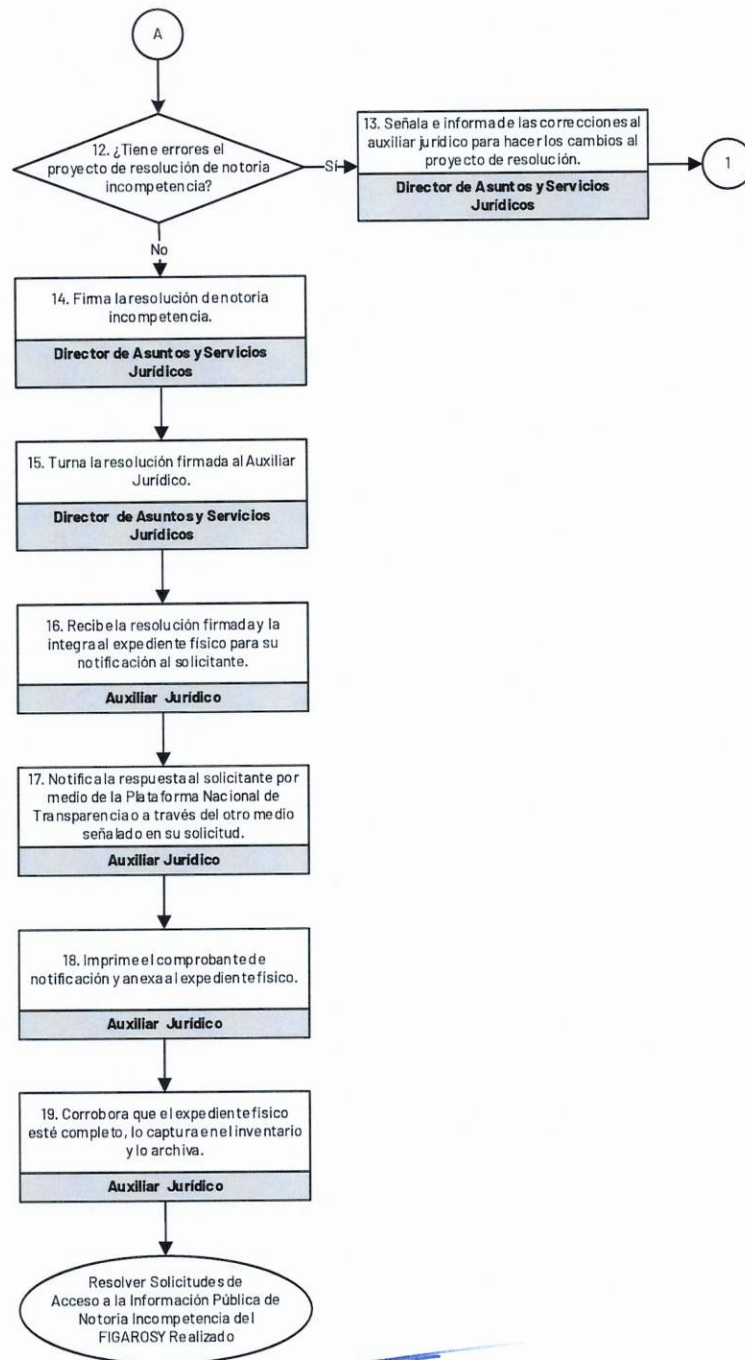 A
12. ¿Tiene errores el
proyecto de resolución de notoria
incompetencia?
Sí
13. Señala e informa de las correcciones al
auxiliar jurídico para hacer los cambios al
proyecto de resolución.
Director de Asuntos y Servicios
Jurídicos
1
No
14. Firma la resolución de notoria
incompetencia.
Director de Asuntos y Servicios
Jurídicos
15. Turna la resolución firmada al Auxiliar
Jurídico.
Director de Asuntos y Servicios
Jurídicos
16. Recibe la resolución firmada y la
integra al expediente físico para su
notificación al solicitante.
Auxiliar Jurídico
17. Notifica la respuesta al solicitante por
medio de la Plataforma Nacional de
Transparencia o a través del otro medio
señalado en su solicitud.
Auxiliar Jurídico
18. Imprime el comprobante de
notificación y anexa al expediente físico.
Auxiliar Jurídico
19. Corrobora que el expediente físico
esté completo, lo captura en el inventario
y lo archiva.
Auxiliar Jurídico
Resolver Solicitudes de
Acceso a la Información Pública de
Notoria Incompetencia del
FIGAROSY Realizado